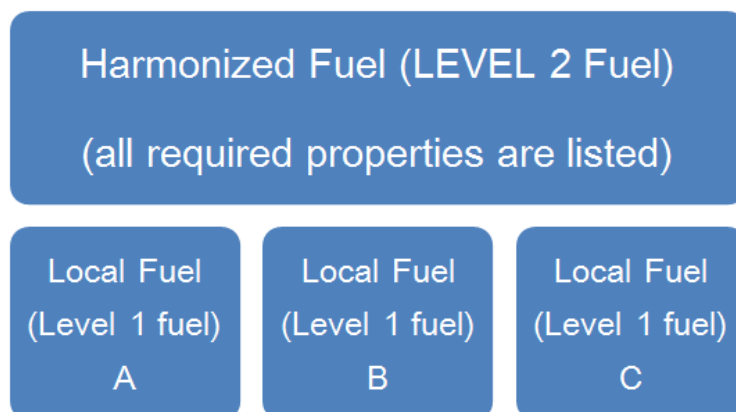 Harmonized Fuel (LEVEL 2 Fuel)
(all required properties are listed)
Local Fuel
(Level 1 fuel)
A
Local Fuel
(Level 1 fuel)
B
Local Fuel
(Level 1 fuel)
C